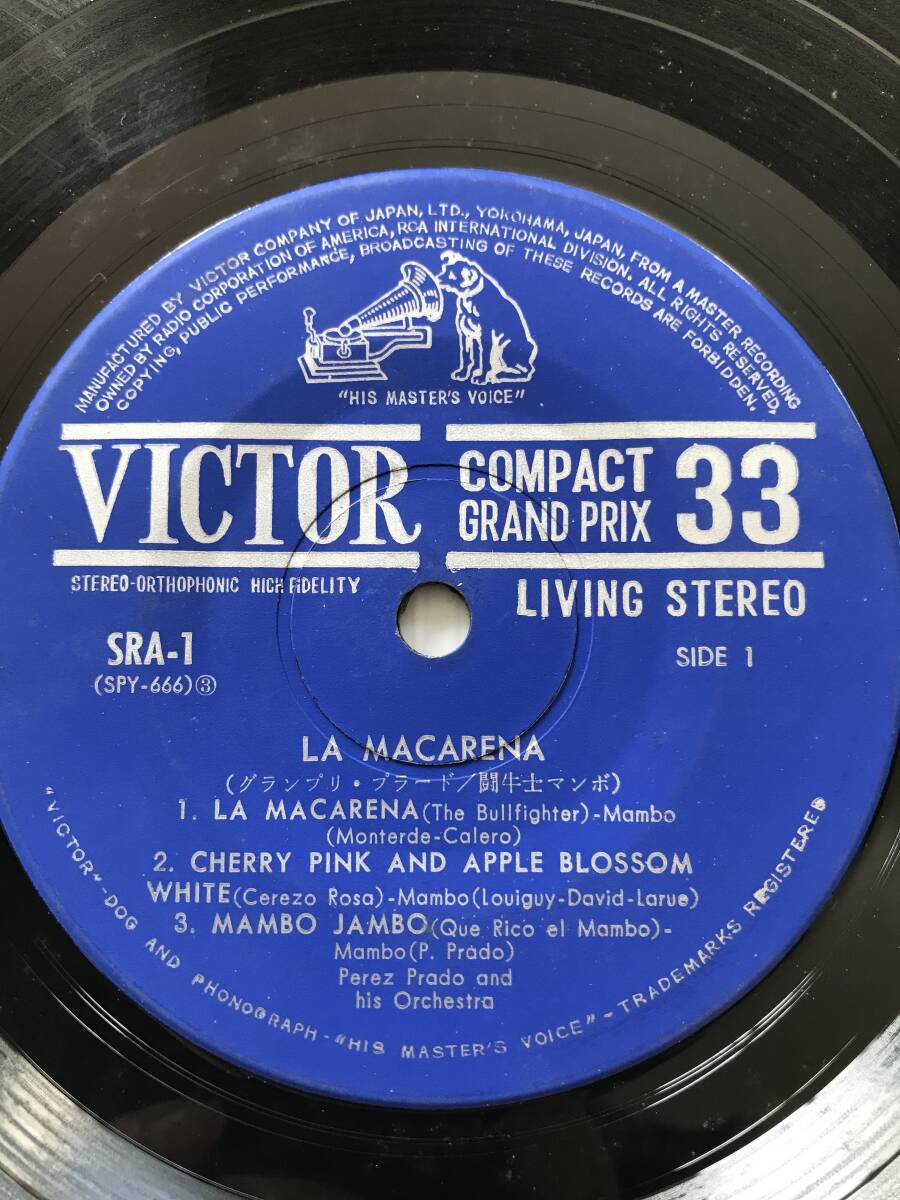 MANUFACTURED BY VICTOR COMPANY OF JAPAN, LTD., YOKOHAMA, JAPAN, FROM A MASTER RECORDING
OWNED BY RADIO CORPORATION OF AMERICA, RCA INTERNATIONAL DIVISION. ALL RIGHTS RESERVED,
COPYING, PUBLIC PERFORMANCE, BROADCASTING OF THESE RECORDS ARE FORBIDDEN.
"HIS MASTER'S VOICE"
VICTOR
COMPACT
GRAND PRIX
33
STEREO-ORTHOPHONIC HIGH FIDELITY
LIVING STEREO
SRA-1
SIDE 1
(SPY-666)③
LA MACARENA
(グランプリ・プラード/闘牛士マンボ)
1. LA MACARENA(The Bullfighter)-Mambo
(Monterde-Calero)
2. CHERRY PINK AND APPLE BLOSSOM
WHITE(Cerezo Rosa)-Mambo(Louiguy-David-Larue)
3. MAMBO JAMBO(Que Rico el Mambo)-
Mambo(P. Prado)
Perez Prado and
his Orchestra
"VICTOR"-DOG AND PHONOGRAPH-"HIS MASTER'S VOICE"-TRADEMARKS REGISTERED